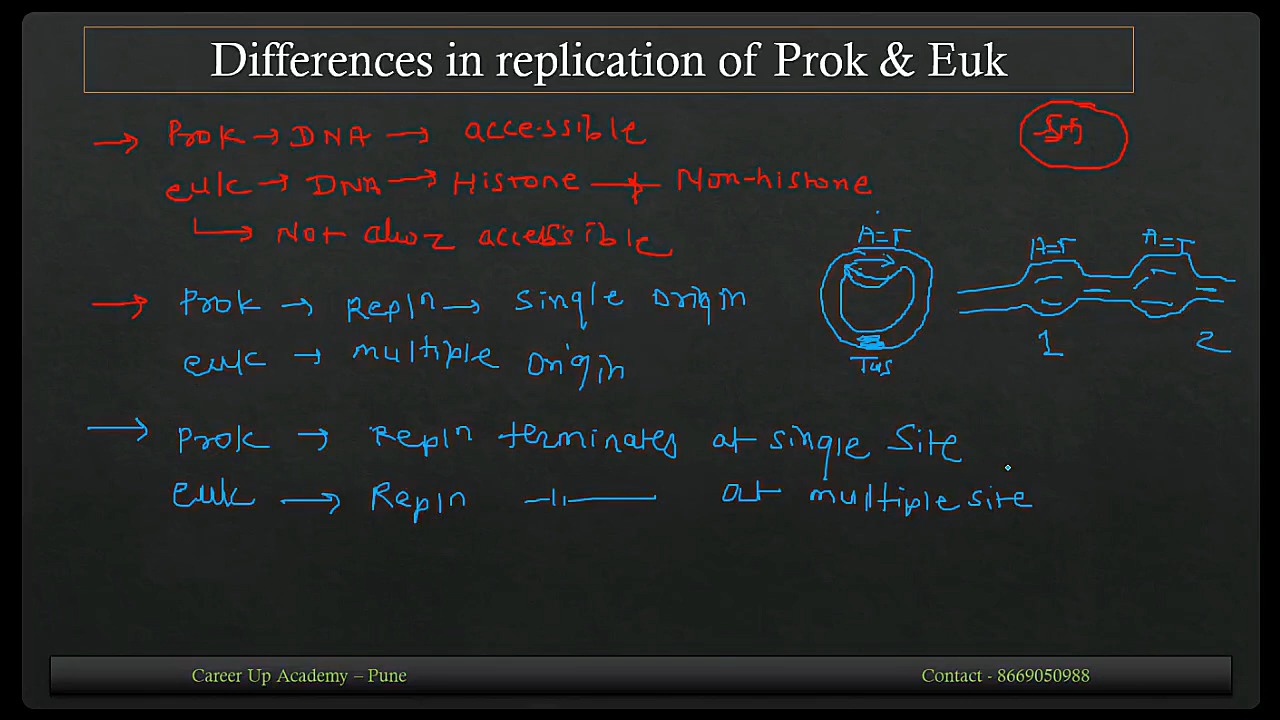 Differences in replication of Prok & Euk
→ Prok → DNA → accessible
euk → DNA → Histone + Non-histone
↳ Not alwz accessible
A=T
A=T
A=T
→ Prok → Repln → single origin
euk → multiple origin
1
2
Tus
→ Prok → Repln terminates at single site
euk → Repln —11— at multiple site
Career Up Academy – Pune
Contact - 8669050988